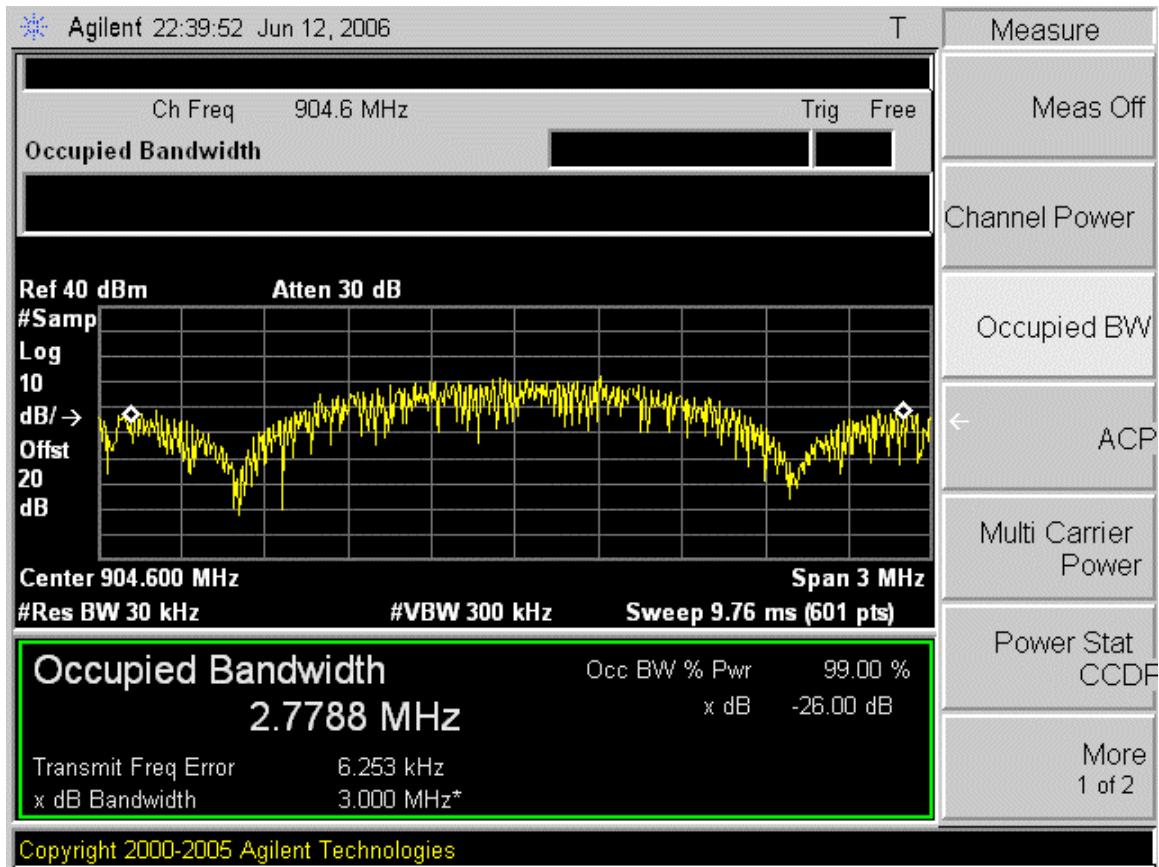 Agilent 22:39:52 Jun 12, 2006 T
Measure
Ch Freq 904.6 MHz Trig Free
Occupied Bandwidth
Ref 40 dBm Atten 30 dB
#Samp
Log
10
dB/
Offst
20
dB
Center 904.600 MHz Span 3 MHz
#Res BW 30 kHz #VBW 300 kHz Sweep 9.76 ms (601 pts)
Occupied Bandwidth
2.7788 MHz
Occ BW % Pwr 99.00 %
x dB -26.00 dB
Transmit Freq Error 6.253 kHz
x dB Bandwidth 3.000 MHz*
Copyright 2000-2005 Agilent Technologies
Meas Off
Channel Power
Occupied BW
ACP
Multi Carrier
Power
Power Stat
CCDF
More
1 of 2